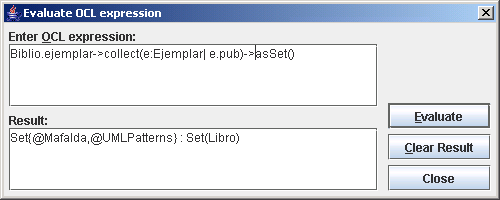 Evaluate OCL expression
Enter OCL expression:
Biblio.ejemplar->collect(e:Ejemplar| e.pub)->asSet()
Evaluate
Result:
Set{@Mafalda,@UMLPatterns} : Set(Libro)
Clear Result
Close